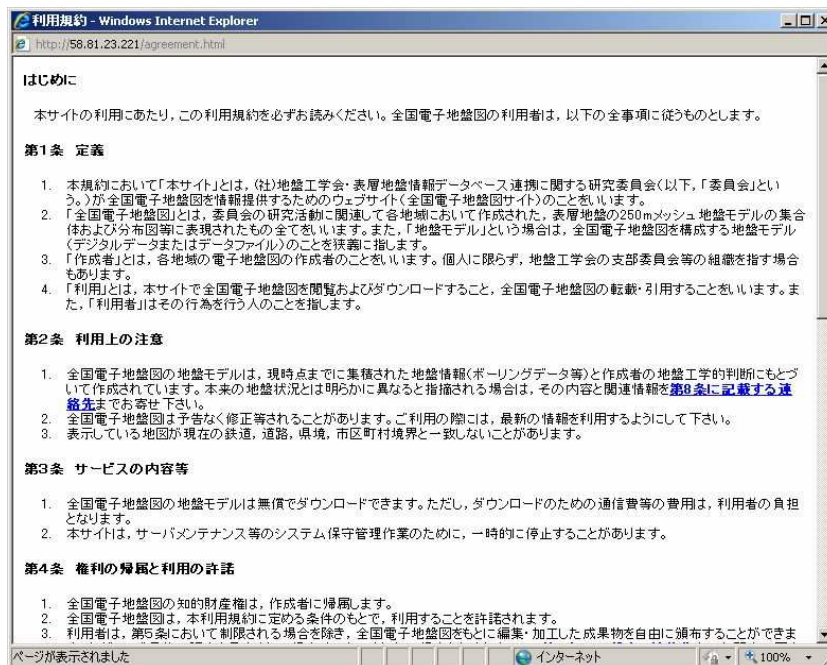 利用規約 - Windows Internet Explorer
http://58.81.23.221/agreement.html
はじめに
本サイトの利用にあたり，この利用規約を必ずお読みください。全国電子地盤図の利用者は，以下の全事項に従うものとします。
第1条 定義
1. 本規約において「本サイト」とは，(社)地盤工学会・表層地盤情報データベース連携に関する研究委員会（以下，「委員会」とい
う。）が全国電子地盤図を情報提供するためのウェブサイト（全国電子地盤図サイト）のことをいいます。
2. 「全国電子地盤図」とは，委員会の研究活動に関連して各地域において作成された，表層地盤の250mメッシュ地盤モデルの集合
体および分布図等に表現されたもの全てをいいます。また，「地盤モデル」という場合は，全国電子地盤図を構成する地盤モデル
（デジタルデータまたはデータファイル）のことを狭義に指します。
3. 「作成者」とは，各地域の電子地盤図の作成者のことをいいます。個人に限らず，地盤工学会の支部委員会等の組織を指す場合
もあります。
4. 「利用」とは，本サイトで全国電子地盤図を閲覧およびダウンロードすること，全国電子地盤図の転載・引用することをいいます。ま
た，「利用者」はその行為を行う人のことを指します。
第2条 利用上の注意
1. 全国電子地盤図の地盤モデルは，現時点までに集積された地盤情報（ボーリングデータ等）と作成者の地盤工学的判断にもとづ
いて作成されています。本来の地盤状況とは明らかに異なると指摘される場合は，その内容と関連情報を第8条に記載する連
絡先までお寄せ下さい。
2. 全国電子地盤図は予告なく修正等されることがあります。ご利用の際には，最新の情報を利用するようにして下さい。
3. 表示している地図が現在の鉄道，道路，県境，市区町村境界と一致しないことがあります。
第3条 サービスの内容等
1. 全国電子地盤図の地盤モデルは無償でダウンロードできます。ただし，ダウンロードのための通信費等の費用は，利用者の負担
となります。
2. 本サイトは，サーバメンテナンス等のシステム保守管理作業のために，一時的に停止することがあります。
第4条 権利の帰属と利用の許諾
1. 全国電子地盤図の知的財産権は，作成者に帰属します。
2. 全国電子地盤図は，本利用規約に定める条件のもとで，利用することを許諾されます。
3. 利用者は，第5条において制限される場合を除き，全国電子地盤図をもとに編集・加工した成果物を自由に頒布することができま
ページが表示されました
インターネット
100%